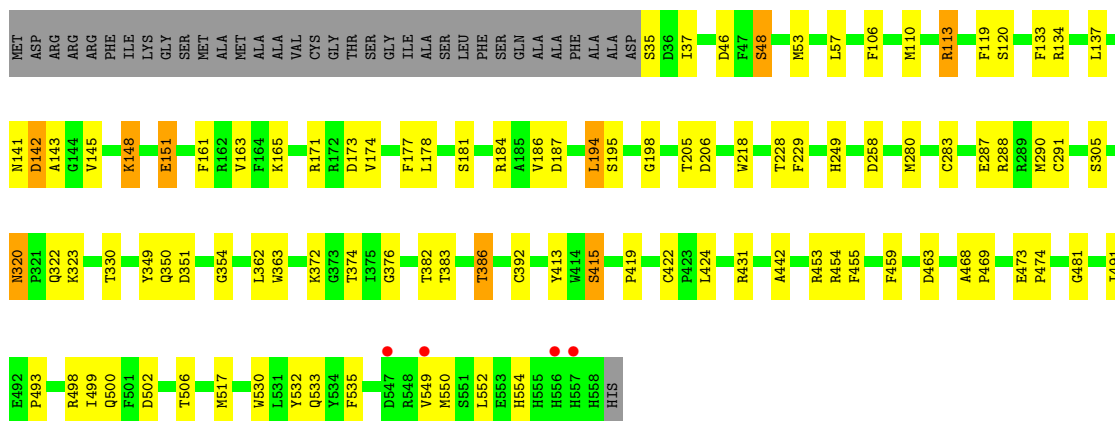 MET ASP ARG ARG ARG PHE ILE LYS GLY SER MET ALA MET ALA ALA VAL CYS GLY THR SER GLY ILE ALA SER LEU PHE SER GLN ALA ALA PHE ALA ALA ASP S35 D36 I37 D46 F47 S48 M53 L57 F106 M110 R113 F119 S120 F133 R134 L137
N141 D142 A143 G144 V145 K148 E151 F161 R162 V163 F164 K165 R171 R172 D173 V174 F177 L178 S181 R184 A185 V186 D187 L194 S195 G198 T205 D206 W218 T228 F229 H249 D258 M280 C283 E287 R288 R289 M290 C291 S305
N320 P321 Q322 K323 T330 Y349 Q350 D351 G354 L362 W363 K372 G373 T374 I375 G376 T382 T383 T386 C392 Y413 W414 S415 P419 C422 P423 L424 R431 A442 R453 R454 F455 F459 D463 A468 P469 E473 P474 G481
E492 P493 R498 I499 Q500 F501 D502 T506 M517 W530 L531 Y532 Q533 Y534 F535 D547 R548 V549 M550 S551 L552 E553 H554 H555 H556 H557 H558 HIS